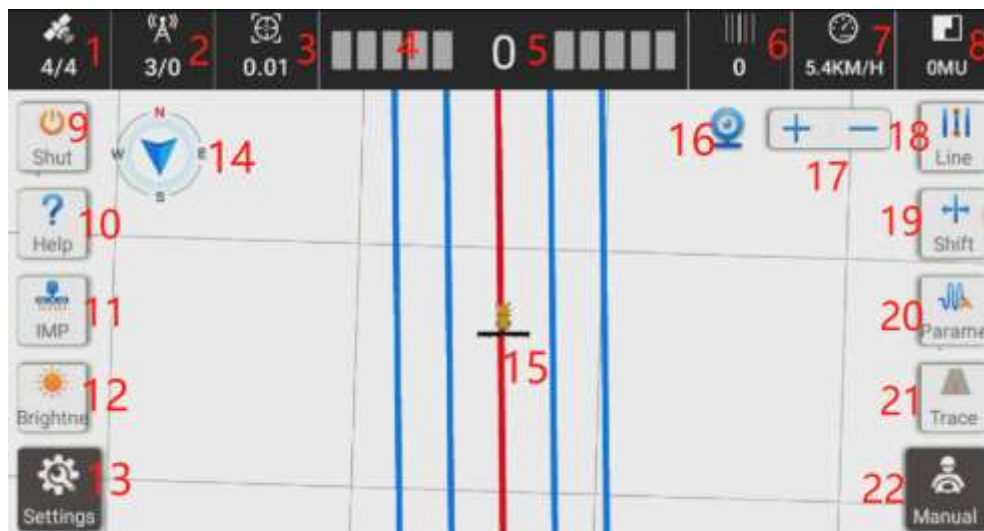 1
2
3
4
0
5
6
7
8
4/4
3/0
0.01
0
5.4KM/H
0MU
9
Shut
N
W
E
S
14
16
17
18
Line
10
Help
19
Shift
11
IMP
15
20
Parame
12
Brightne
21
Trace
13
Settings
22
Manual